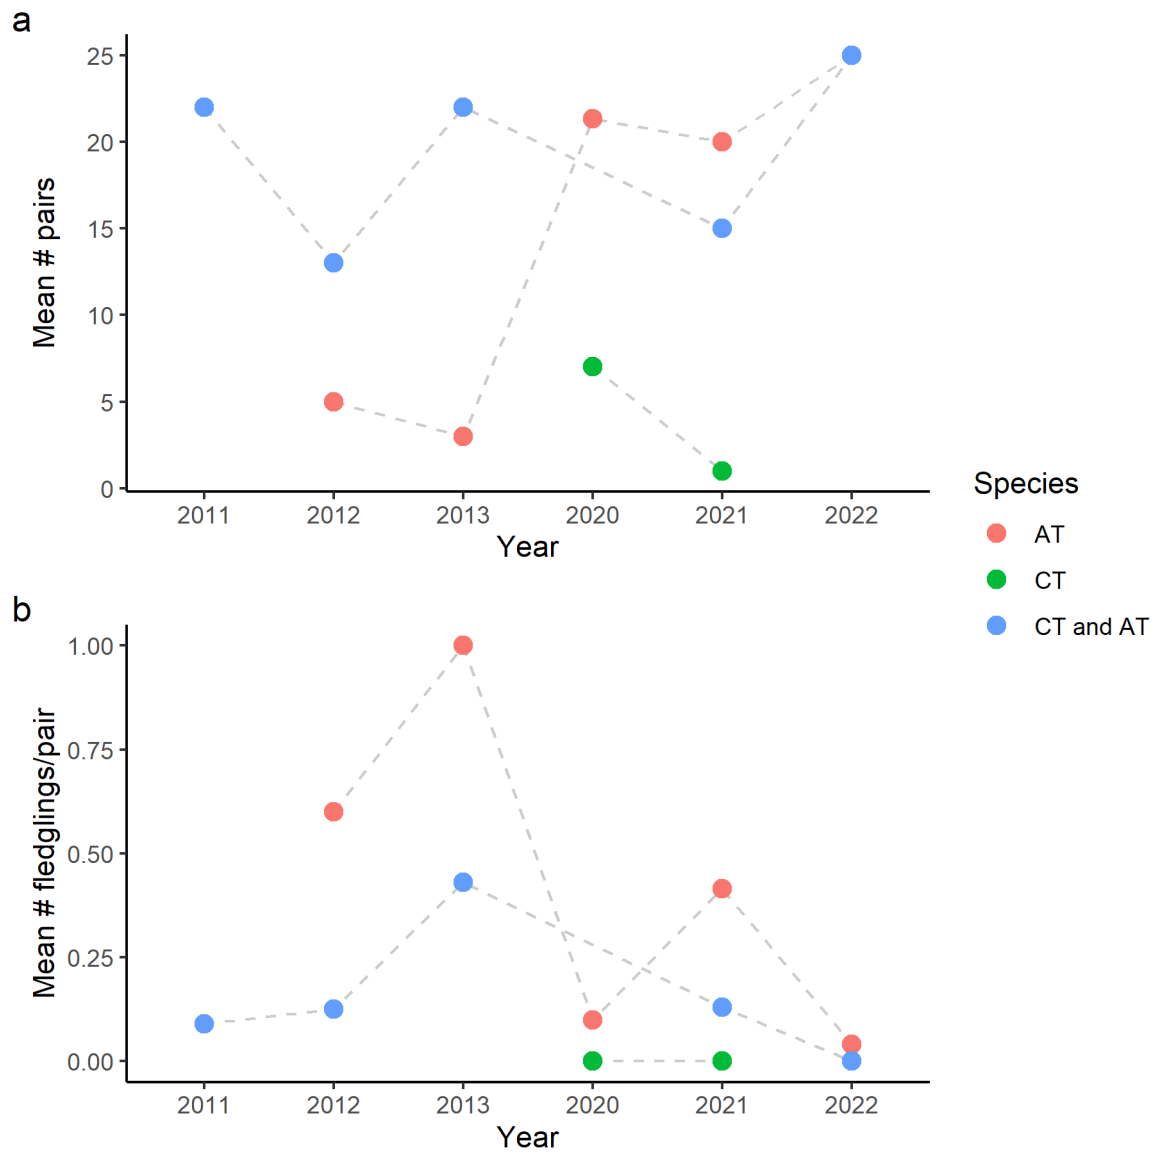 a
Mean # pairs
25
20
15
10
5
0
2011 2012 2013 2020 2021 2022
Year
Species
AT
CT
CT and AT
b
Mean # fledglings/pair
1.00
0.75
0.50
0.25
0.00
2011 2012 2013 2020 2021 2022
Year